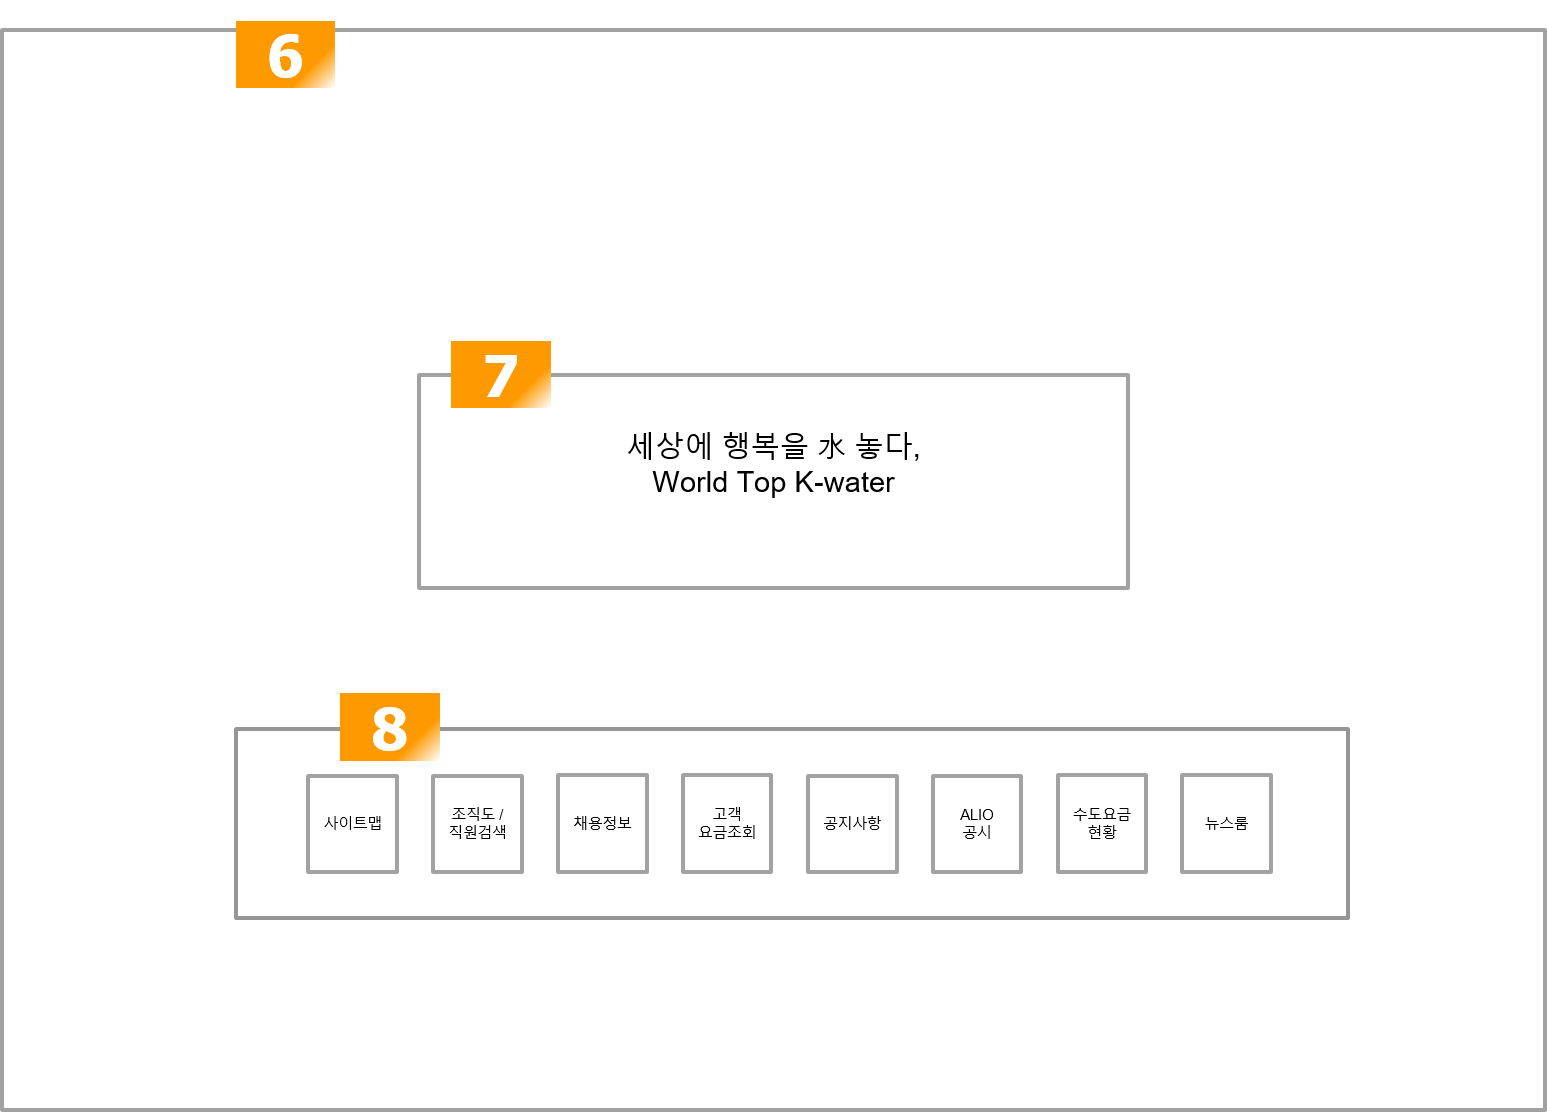 6
7
세상에 행복을 水 놓다,
World Top K-water
8
사이트맵
조직도 /
직원검색
채용정보
고객
요금조회
공지사항
ALIO
공시
수도요금
현황
뉴스룸